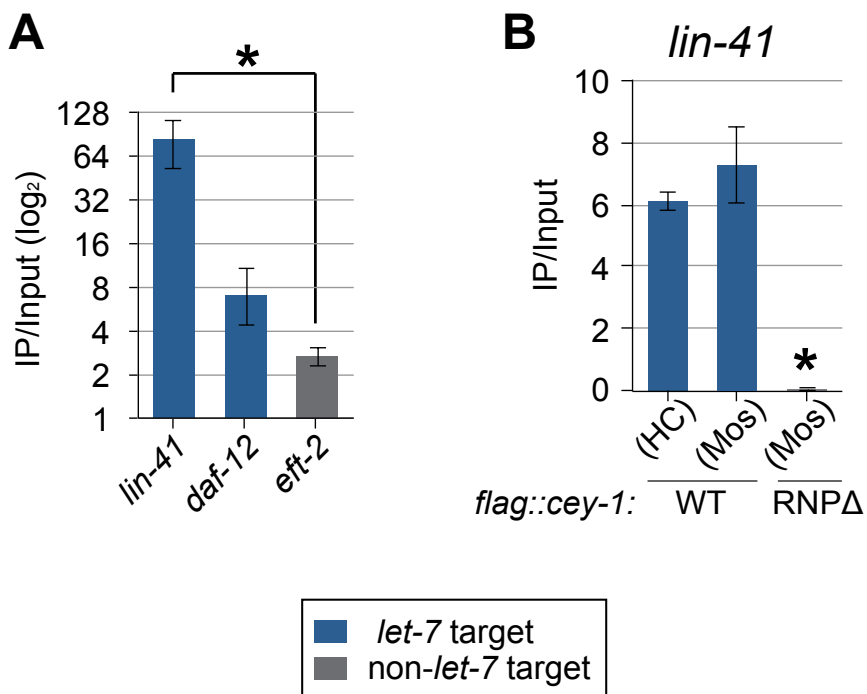 A
*
IP/Input (log₂)
128
64
32
16
8
4
2
1
lin-41
daf-12
eft-2
B
lin-41
IP/Input
10
8
6
4
2
0
*
(HC)
(Mos)
(Mos)
flag::cey-1:
WT
RNPΔ
let-7 target
non-let-7 target